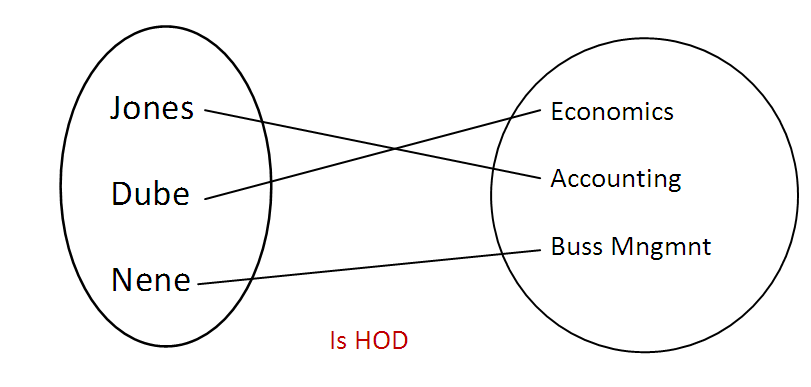 Jones
Dube
Nene
Economics
Accounting
Buss Mngmnt
Is HOD